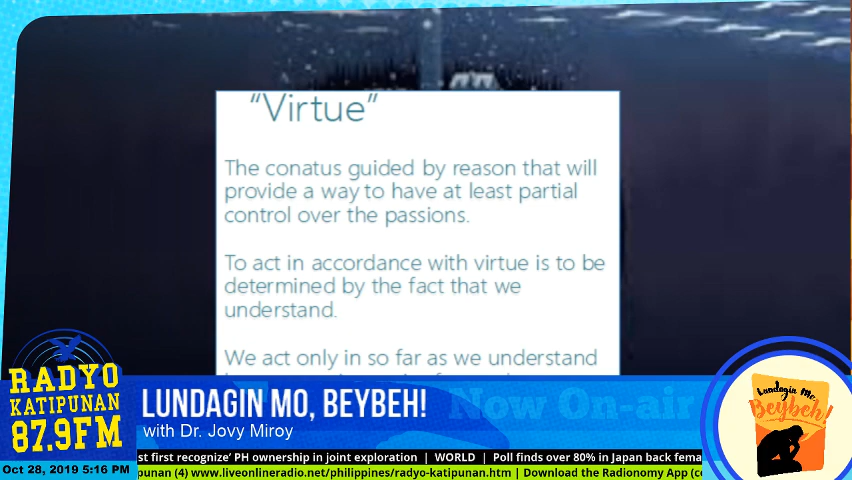 “Virtue”
The conatus guided by reason that will
provide a way to have at least partial
control over the passions.
To act in accordance with virtue is to be
determined by the fact that we
understand.
We act only in so far as we understand
RADYO
KATIPUNAN
87.9FM
LUNDAGIN MO, BEYBEH!
with Dr. Jovy Miroy
Now On-air
Lundagin Mo,
Beybeh!
Oct 28, 2019 5:16 PM
st first recognize’ PH ownership in joint exploration | WORLD | Poll finds over 80% in Japan back fema
punan (4) www.liveonlineradio.net/philippines/radyo-katipunan.htm | Download the Radionomy App (co